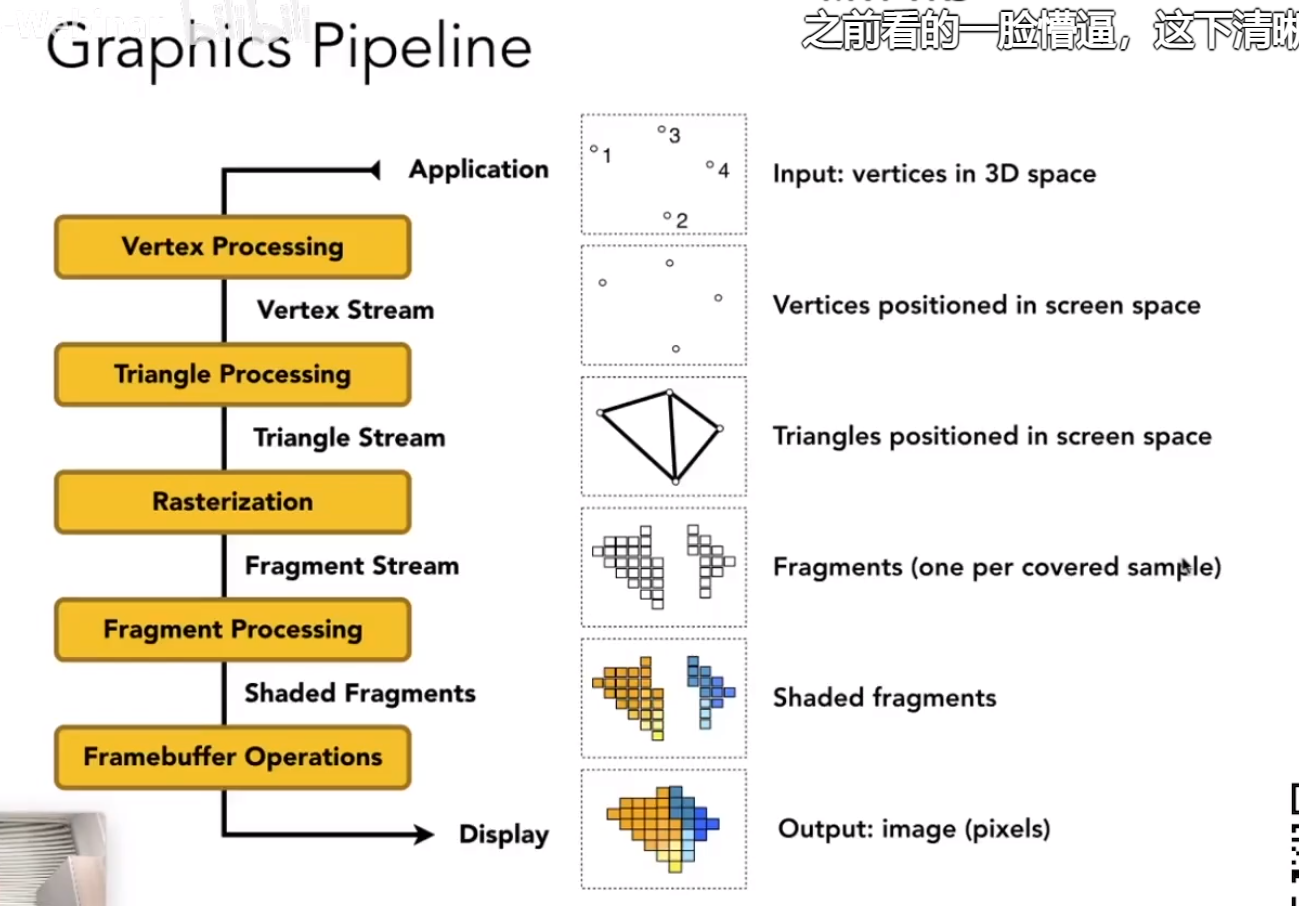 Graphics Pipeline
之前看的一脸懵逼，这下清晰
Application
3
1
4
2
Input: vertices in 3D space
Vertex Processing
Vertex Stream
Vertices positioned in screen space
Triangle Processing
Triangle Stream
Triangles positioned in screen space
Rasterization
Fragment Stream
Fragments (one per covered sample)
Fragment Processing
Shaded Fragments
Shaded fragments
Framebuffer Operations
Display
Output: image (pixels)